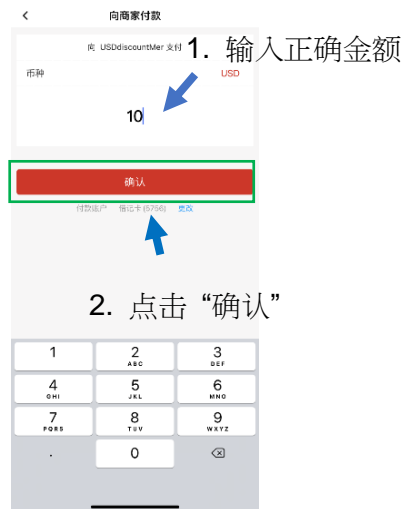 向商家付款
向 USDdiscountMer 支付
1. 输入正确金额
币种 USD
10
确认
付款账户 借记卡(5756) 更改
2. 点击“确认”
1 2 3
ABC DEF
4 5 6
GHI JKL MNO
7 8 9
PQRS TUV WXYZ
. 0